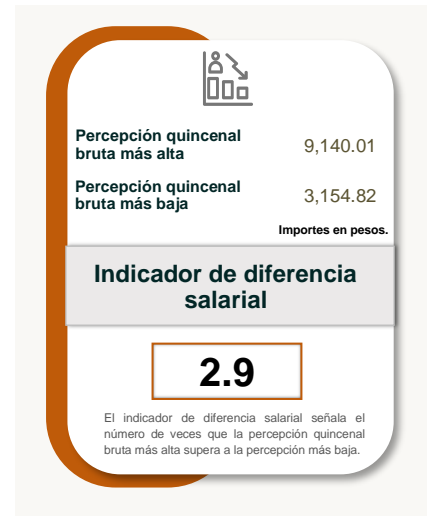 Percepción quincenal
bruta más alta
9,140.01
Percepción quincenal
bruta más baja
3,154.82
Importes en pesos.
Indicador de diferencia
salarial
2.9
El indicador de diferencia salarial señala el
número de veces que la percepción quincenal
bruta más alta supera a la percepción más baja.